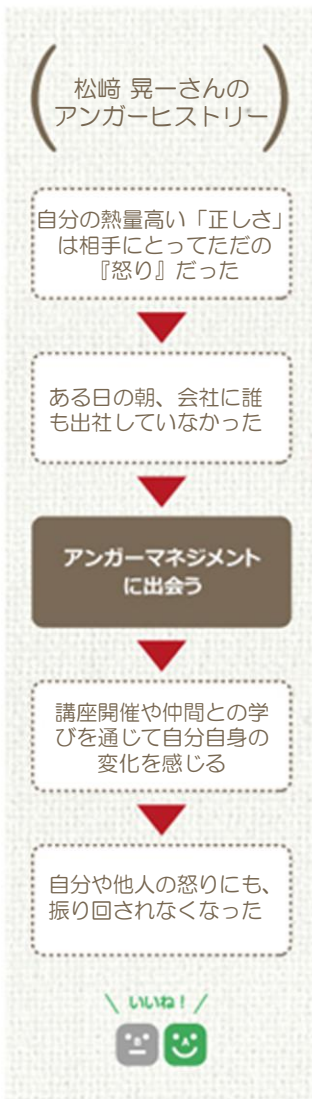 松﨑 晃一さんの
アンガーヒストリー
自分の熱量高い「正しさ」
は相手にとってただの
『怒り』だった
ある日の朝、会社に誰
も出社していなかった
アンガーマネジメント
に出会う
講座開催や仲間との学
びを通じて自分自身の
変化を感じる
自分や他人の怒りにも、
振り回されなくなった
いいね！